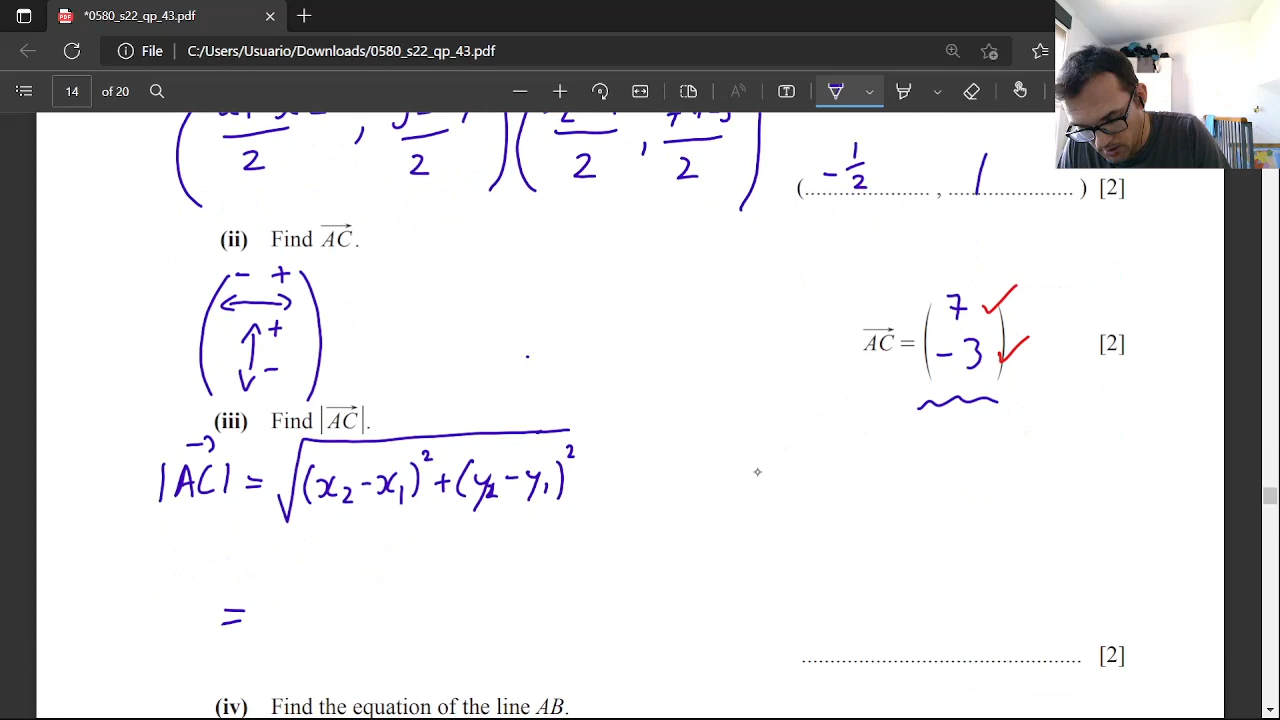 *0580_s22_qp_43.pdf
File C:/Users/Usuario/Downloads/0580_s22_qp_43.pdf
14 of 20
2 , 2 2 , 2
( -1/2 , 1 ) [2]
(ii) Find AC.
- +
+
-
AC = ( 7 -3 ) [2]
(iii) Find |AC|.
|AC| = √(x₂-x₁)²+(y₂-y₁)²
=
[2]
(iv) Find the equation of the line AB.